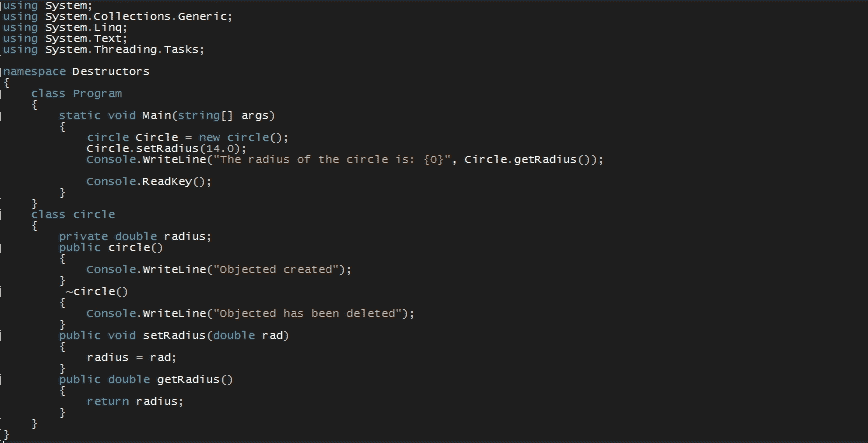 using System;
using System.Collections.Generic;
using System.Linq;
using System.Text;
using System.Threading.Tasks;

namespace Destructors
{
    class Program
    {
        static void Main(string[] args)
        {
            circle Circle = new circle();
            Circle.setRadius(14.0);
            Console.WriteLine("The radius of the circle is: {0}", Circle.getRadius());

            Console.ReadKey();
        }
    }
    class circle
    {
        private double radius;
        public circle()
        {
            Console.WriteLine("Objected created");
        }
         ~circle()
        {
            Console.WriteLine("Objected has been deleted");
        }
        public void setRadius(double rad)
        {
            radius = rad;
        }
        public double getRadius()
        {
            return radius;
        }
    }
}